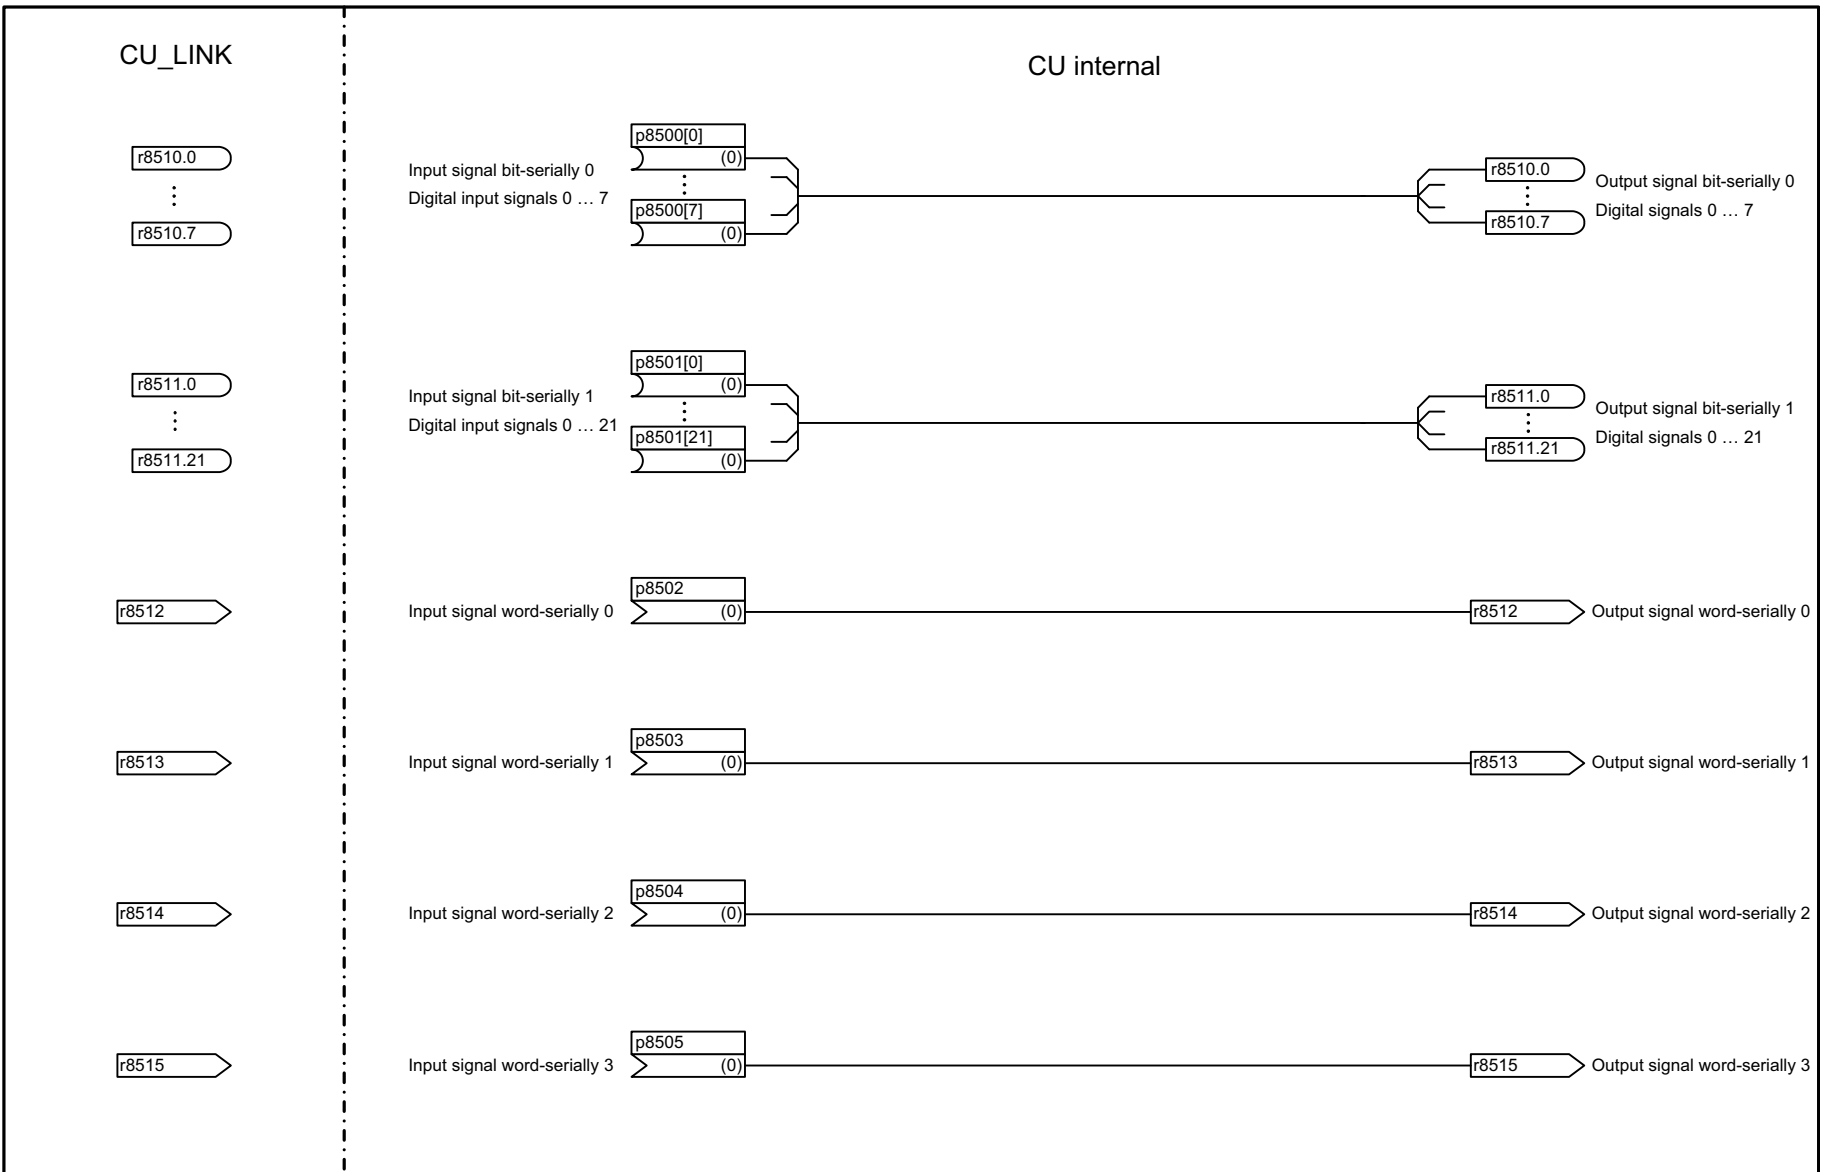 CU_LINK
CU internal
r8510.0
r8510.7
Input signal bit-serially 0
Digital input signals 0 … 7
p8500[0]
(0)
p8500[7]
(0)
r8510.0
r8510.7
Output signal bit-serially 0
Digital signals 0 … 7
r8511.0
r8511.21
Input signal bit-serially 1
Digital input signals 0 … 21
p8501[0]
(0)
p8501[21]
(0)
r8511.0
r8511.21
Output signal bit-serially 1
Digital signals 0 … 21
r8512
Input signal word-serially 0
p8502
(0)
r8512
Output signal word-serially 0
r8513
Input signal word-serially 1
p8503
(0)
r8513
Output signal word-serially 1
r8514
Input signal word-serially 2
p8504
(0)
r8514
Output signal word-serially 2
r8515
Input signal word-serially 3
p8505
(0)
r8515
Output signal word-serially 3